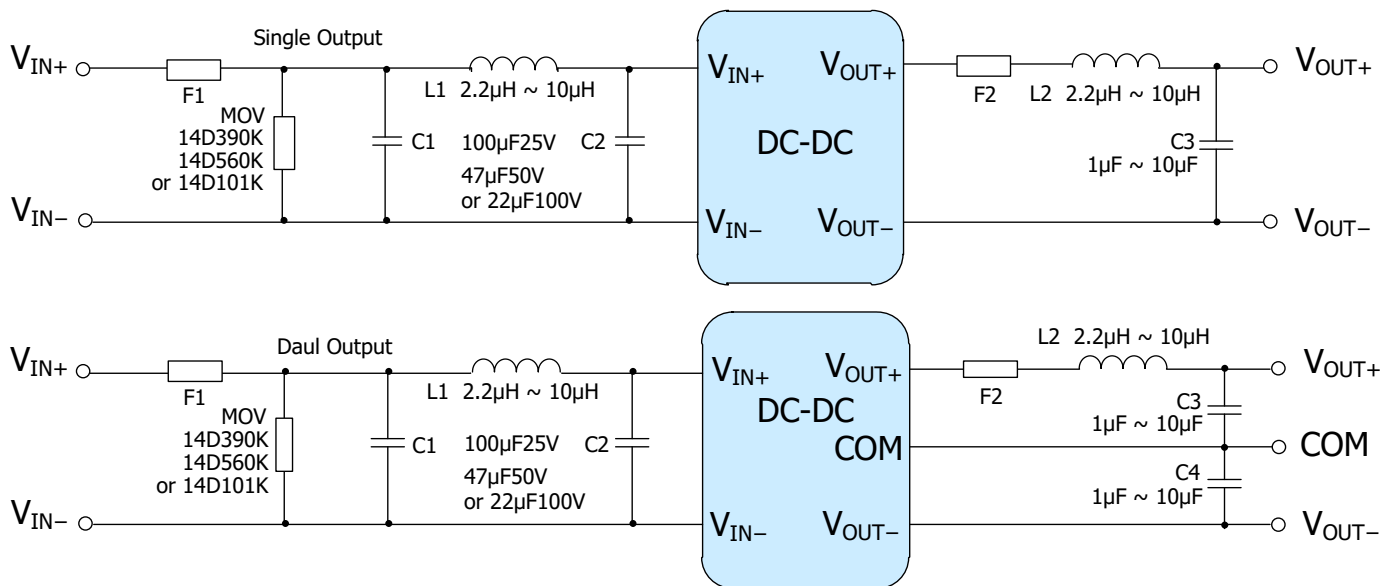 Single Output
VIN+
F1
MOV
14D390K
14D560K
or 14D101K
C1
L1 2.2µH ~ 10µH
100µF25V
47µF50V
or 22µF100V
C2
VIN−
VIN+
VOUT+
DC-DC
VIN−
VOUT−
F2
L2 2.2µH ~ 10µH
C3
1µF ~ 10µF
VOUT+
VOUT−
Daul Output
VIN+
F1
MOV
14D390K
14D560K
or 14D101K
C1
L1 2.2µH ~ 10µH
100µF25V
47µF50V
or 22µF100V
C2
VIN−
VIN+
VOUT+
DC-DC
COM
VIN−
VOUT−
L2 2.2µH ~ 10µH
F2
C3
1µF ~ 10µF
C4
1µF ~ 10µF
VOUT+
COM
VOUT−